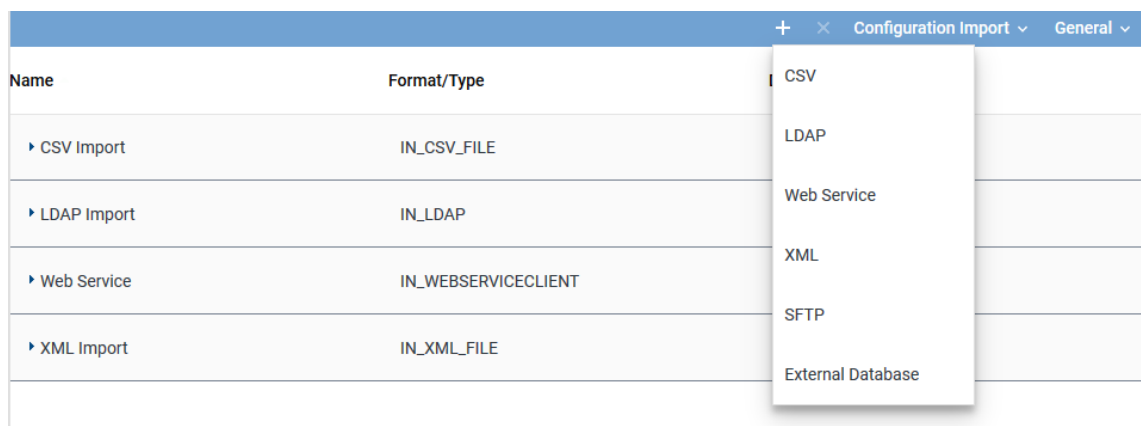 + × Configuration Import General
Name Format/Type
CSV Import IN_CSV_FILE
LDAP Import IN_LDAP
Web Service IN_WEBSERVICECLIENT
XML Import IN_XML_FILE
CSV
LDAP
Web Service
XML
SFTP
External Database